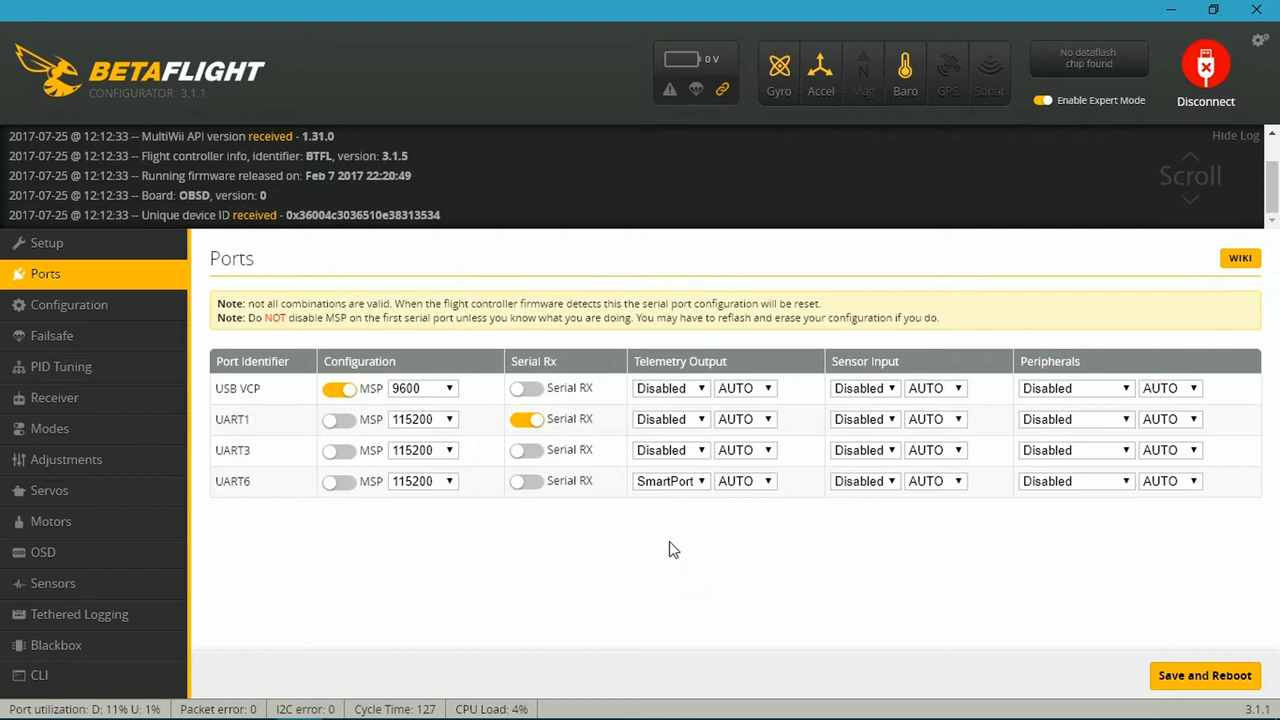 BETAFLIGHT
CONFIGURATOR 3.1.1
0 V
Gyro Accel Mag Baro GPS Sonar
No dataflash
chip found
Enable Expert Mode
Disconnect
2017-07-25 @ 12:12:33 -- MultiWii API version received - 1.31.0
Hide Log
2017-07-25 @ 12:12:33 -- Flight controller info, identifier: BTFL, version: 3.1.5
2017-07-25 @ 12:12:33 -- Running firmware released on: Feb 7 2017 22:20:49
Scroll
2017-07-25 @ 12:12:33 -- Board: OBSD, version: 0
2017-07-25 @ 12:12:33 -- Unique device ID received - 0x36004c3036510e38313534
Setup
Ports
Configuration
Failsafe
PID Tuning
Receiver
Modes
Adjustments
Servos
Motors
OSD
Sensors
Tethered Logging
Blackbox
CLI
Ports
WIKI
Note: not all combinations are valid. When the flight controller firmware detects this the serial port configuration will be reset.
Note: Do NOT disable MSP on the first serial port unless you know what you are doing. You may have to reflash and erase your configuration if you do.
Port Identifier Configuration Serial Rx Telemetry Output Sensor Input Peripherals
USB VCP MSP 9600 Serial RX Disabled AUTO Disabled AUTO Disabled AUTO
UART1 MSP 115200 Serial RX Disabled AUTO Disabled AUTO Disabled AUTO
UART3 MSP 115200 Serial RX Disabled AUTO Disabled AUTO Disabled AUTO
UART6 MSP 115200 Serial RX SmartPort AUTO Disabled AUTO Disabled AUTO
Save and Reboot
Port utilization: D: 11% U: 1% Packet error: 0 I2C error: 0 Cycle Time: 127 CPU Load: 4% 3.1.1